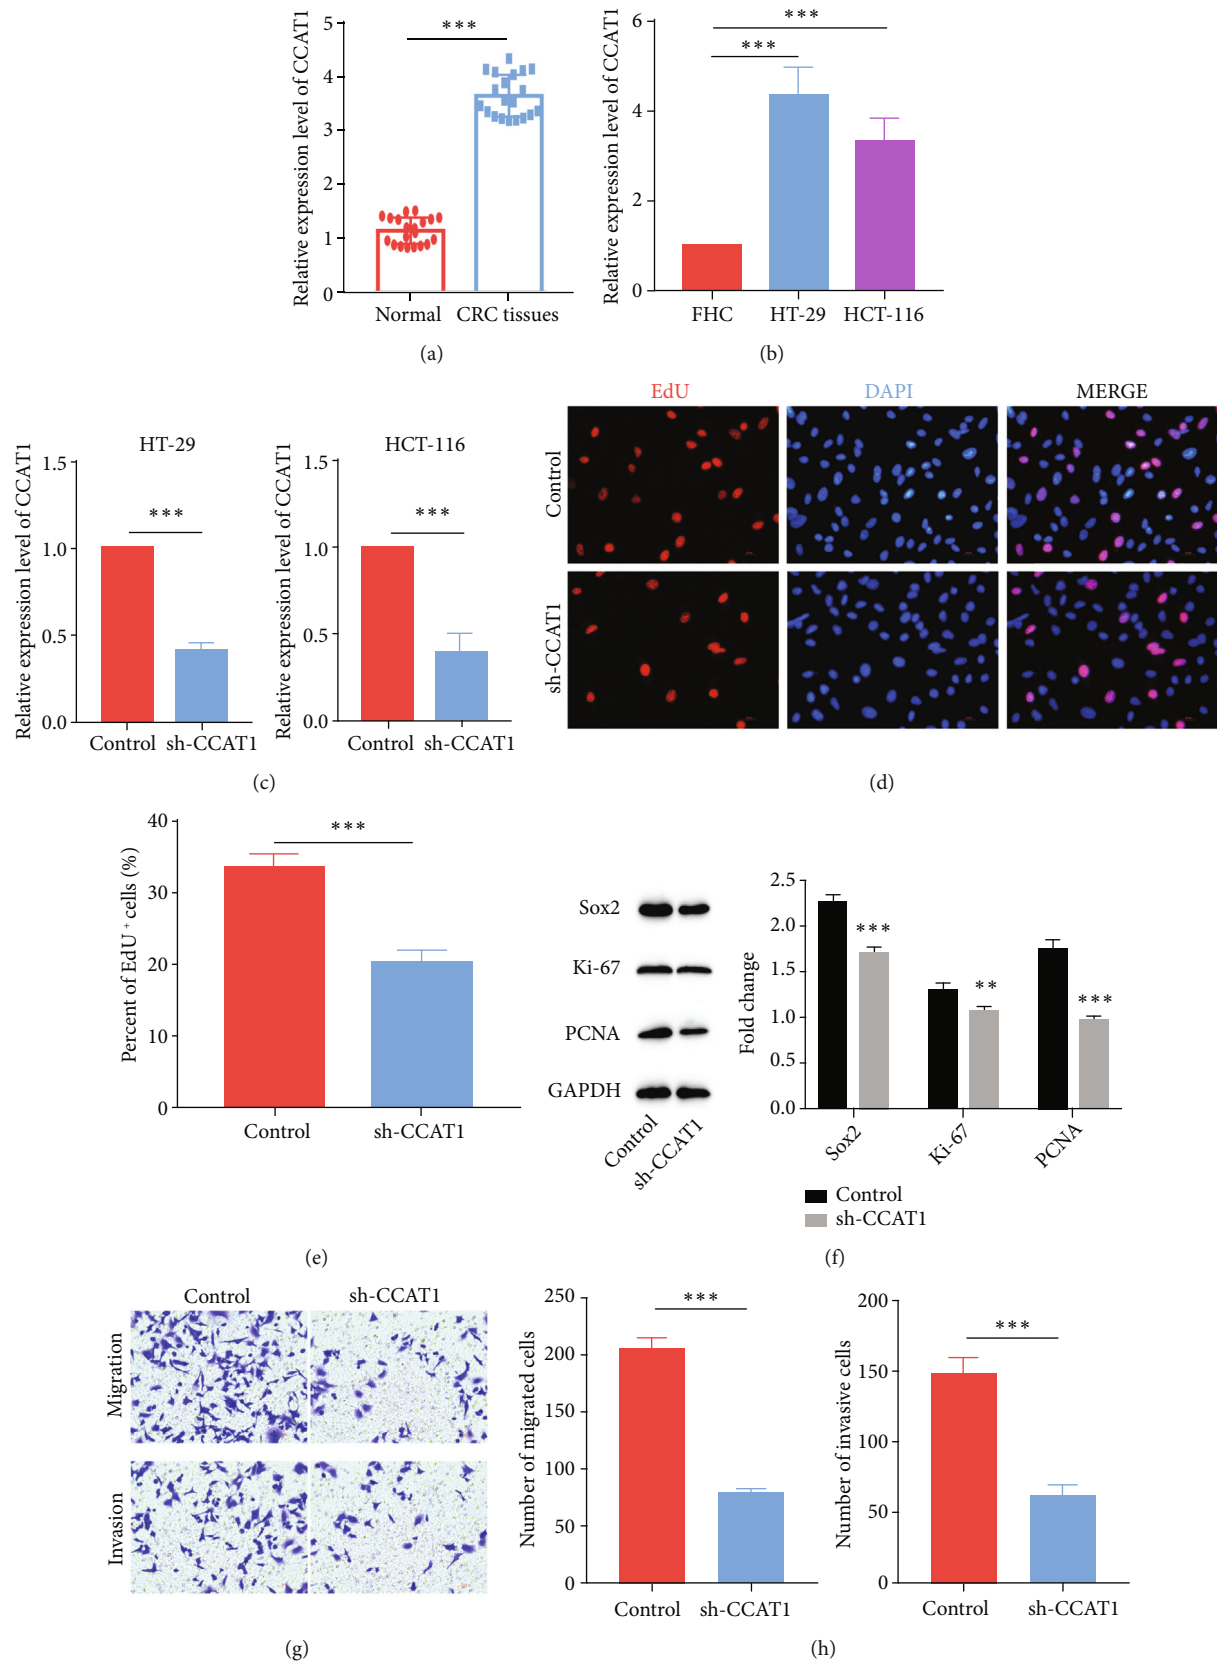 Relative expression level of CCAT1
5
4
3
2
1
0
***
Normal
CRC tissues
(a)
Relative expression level of CCAT1
6
4
2
0
***
***
FHC
HT-29
HCT-116
(b)
HT-29
Relative expression level of CCAT1
1.5
1.0
0.5
0.0
***
Control
sh-CCAT1
HCT-116
Relative expression level of CCAT1
1.5
1.0
0.5
0.0
***
Control
sh-CCAT1
(c)
EdU
DAPI
MERGE
Control
sh-CCAT1
(d)
Percent of EdU + cells (%)
40
30
20
10
0
***
Control
sh-CCAT1
(e)
Sox2
Ki-67
PCNA
GAPDH
Control
sh-CCAT1
Fold change
2.5
2.0
1.5
1.0
0.5
0.0
***
**
***
Sox2
Ki-67
PCNA
Control
sh-CCAT1
(f)
Control
sh-CCAT1
Migration
Invasion
(g)
Number of migrated cells
250
200
150
100
50
0
***
Control
sh-CCAT1
Number of invasive cells
200
150
100
50
0
***
Control
sh-CCAT1
(h)